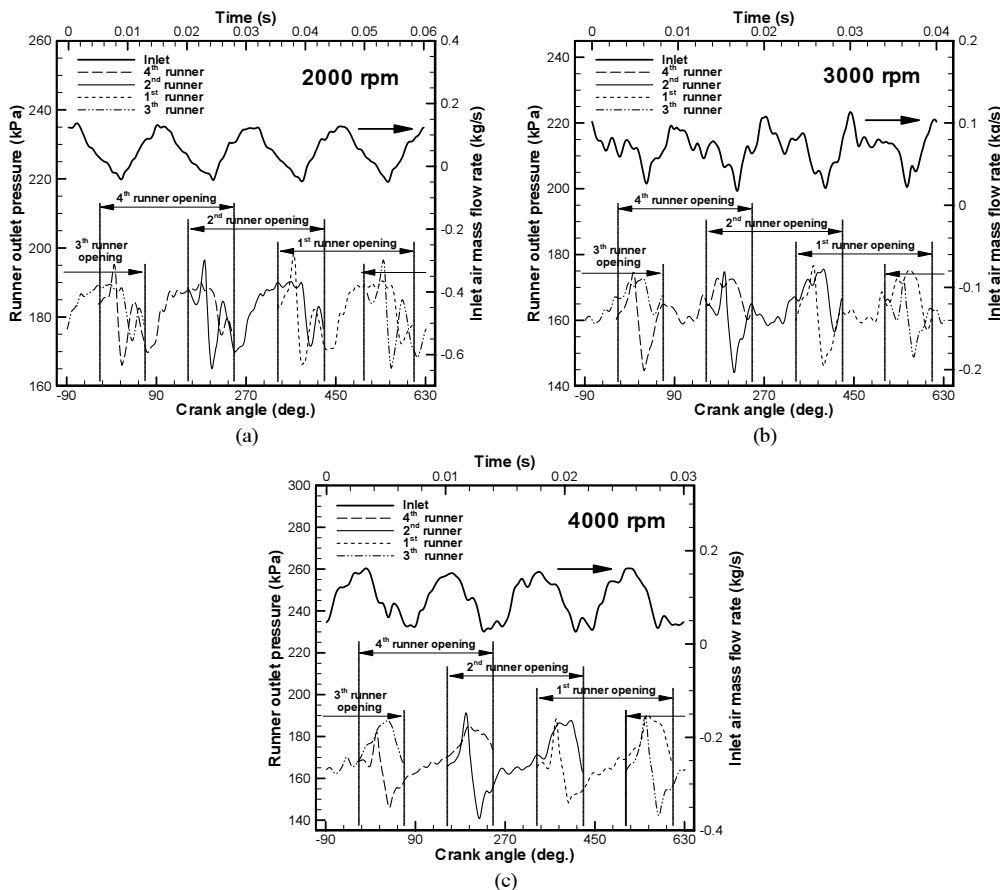 Time (s)
0 0.01 0.02 0.03 0.04 0.05 0.06
260
240
220
200
180
160
Runner outlet pressure (kPa)
Inlet
4th runner
2nd runner
1st runner
3th runner
2000 rpm
0.4
0.2
0
-0.2
-0.4
-0.6
Inlet air mass flow rate (kg/s)
4th runner opening
2nd runner opening
3th runner
opening
1st runner opening
-90 90 270 450 630
Crank angle (deg.)
(a)
Time (s)
0 0.01 0.02 0.03 0.04
240
220
200
180
160
140
Runner outlet pressure (kPa)
Inlet
4th runner
2nd runner
1st runner
3th runner
3000 rpm
0.2
0.1
0
-0.1
-0.2
Inlet air mass flow rate (kg/s)
4th runner opening
2nd runner opening
3th runner
opening
1st runner opening
-90 90 270 450 630
Crank angle (deg.)
(b)
Time (s)
0 0.01 0.02 0.03
300
280
260
240
220
200
180
160
140
Runner outlet pressure (kPa)
Inlet
4th runner
2nd runner
1st runner
3th runner
4000 rpm
0.2
0
-0.2
-0.4
Inlet air mass flow rate (kg/s)
4th runner opening
2nd runner opening
3th runner
opening
1st runner opening
-90 90 270 450 630
Crank angle (deg.)
(c)